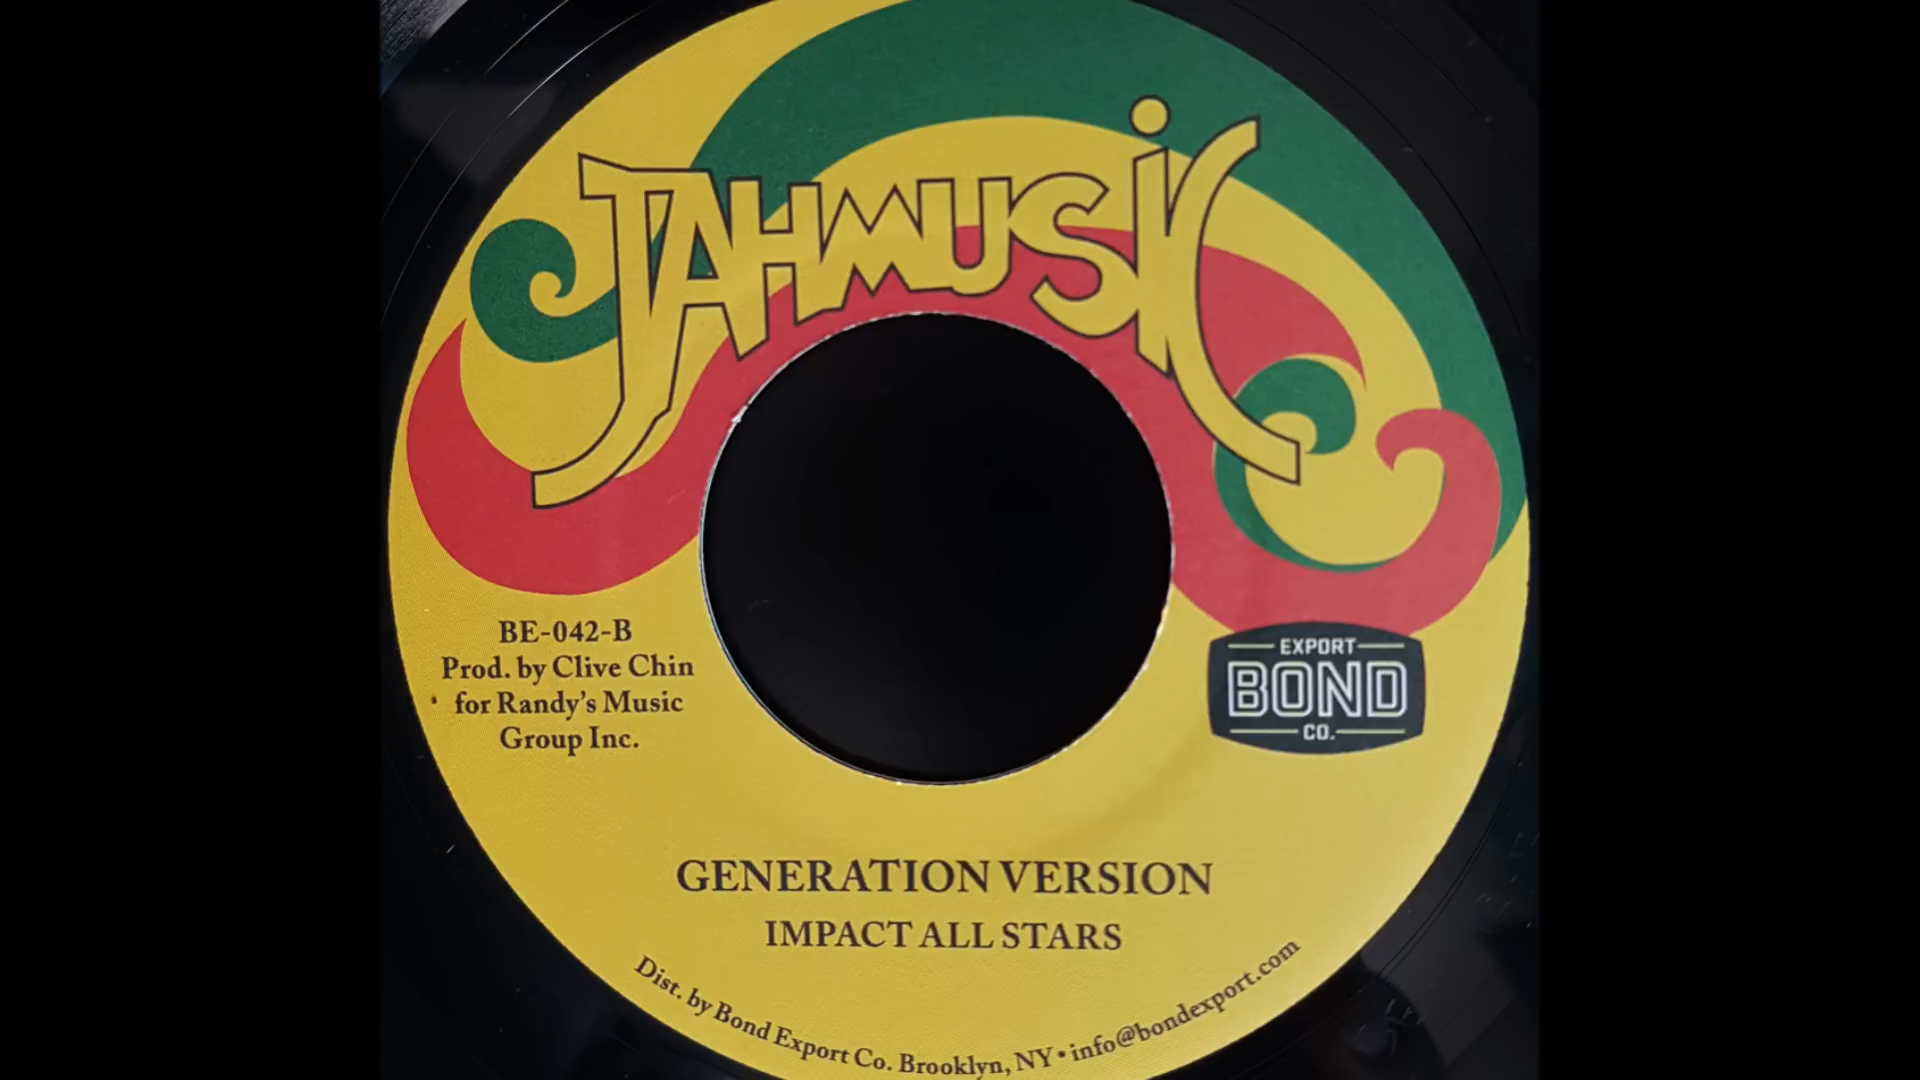 JAHMUSiC
BE-042-B
Prod. by Clive Chin
for Randy's Music
Group Inc.
EXPORT
BOND
CO.
GENERATION VERSION
IMPACT ALL STARS
Dist. by Bond Export Co. Brooklyn, NY • info@bondexport.com